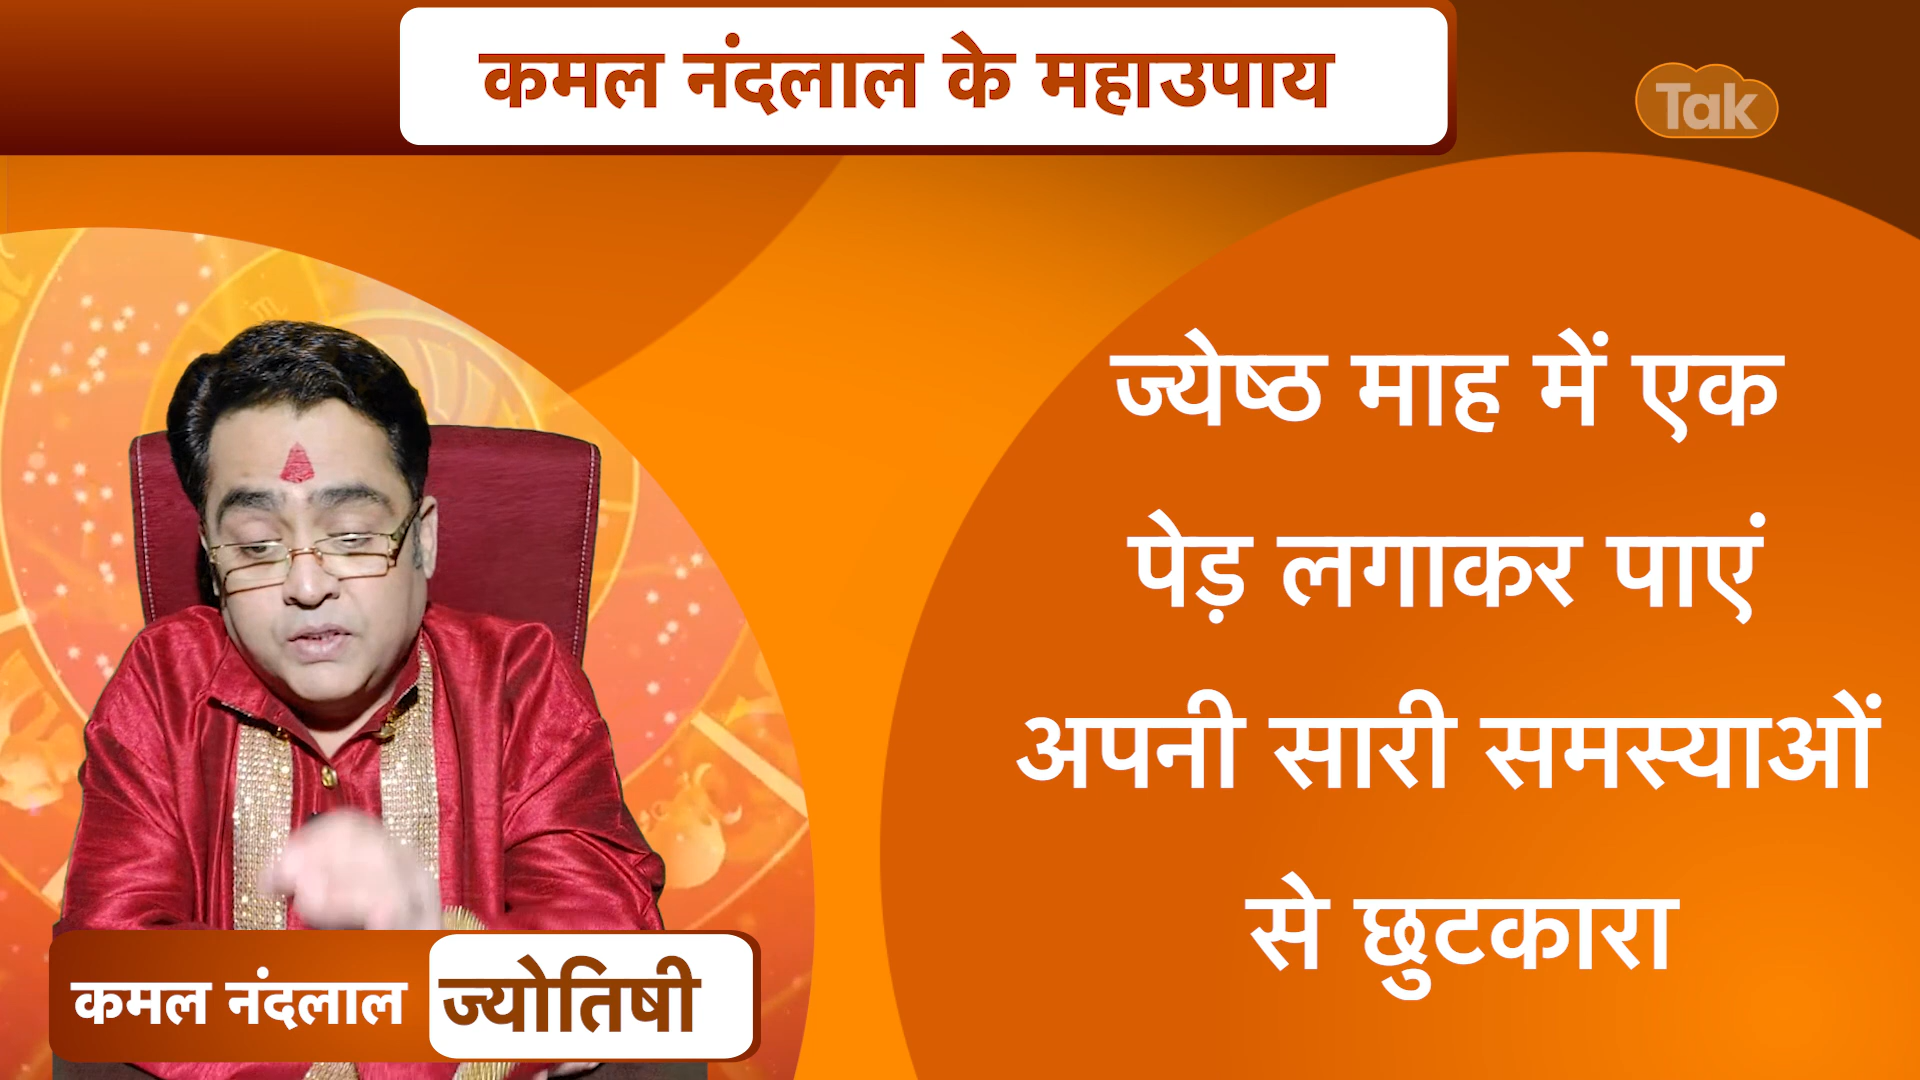 कमल नंदलाल के महाउपाय
Tak
ज्येष्ठ माह में एक
पेड़ लगाकर पाएं
अपनी सारी समस्याओं
से छुटकारा
कमल नंदलाल ज्योतिषी